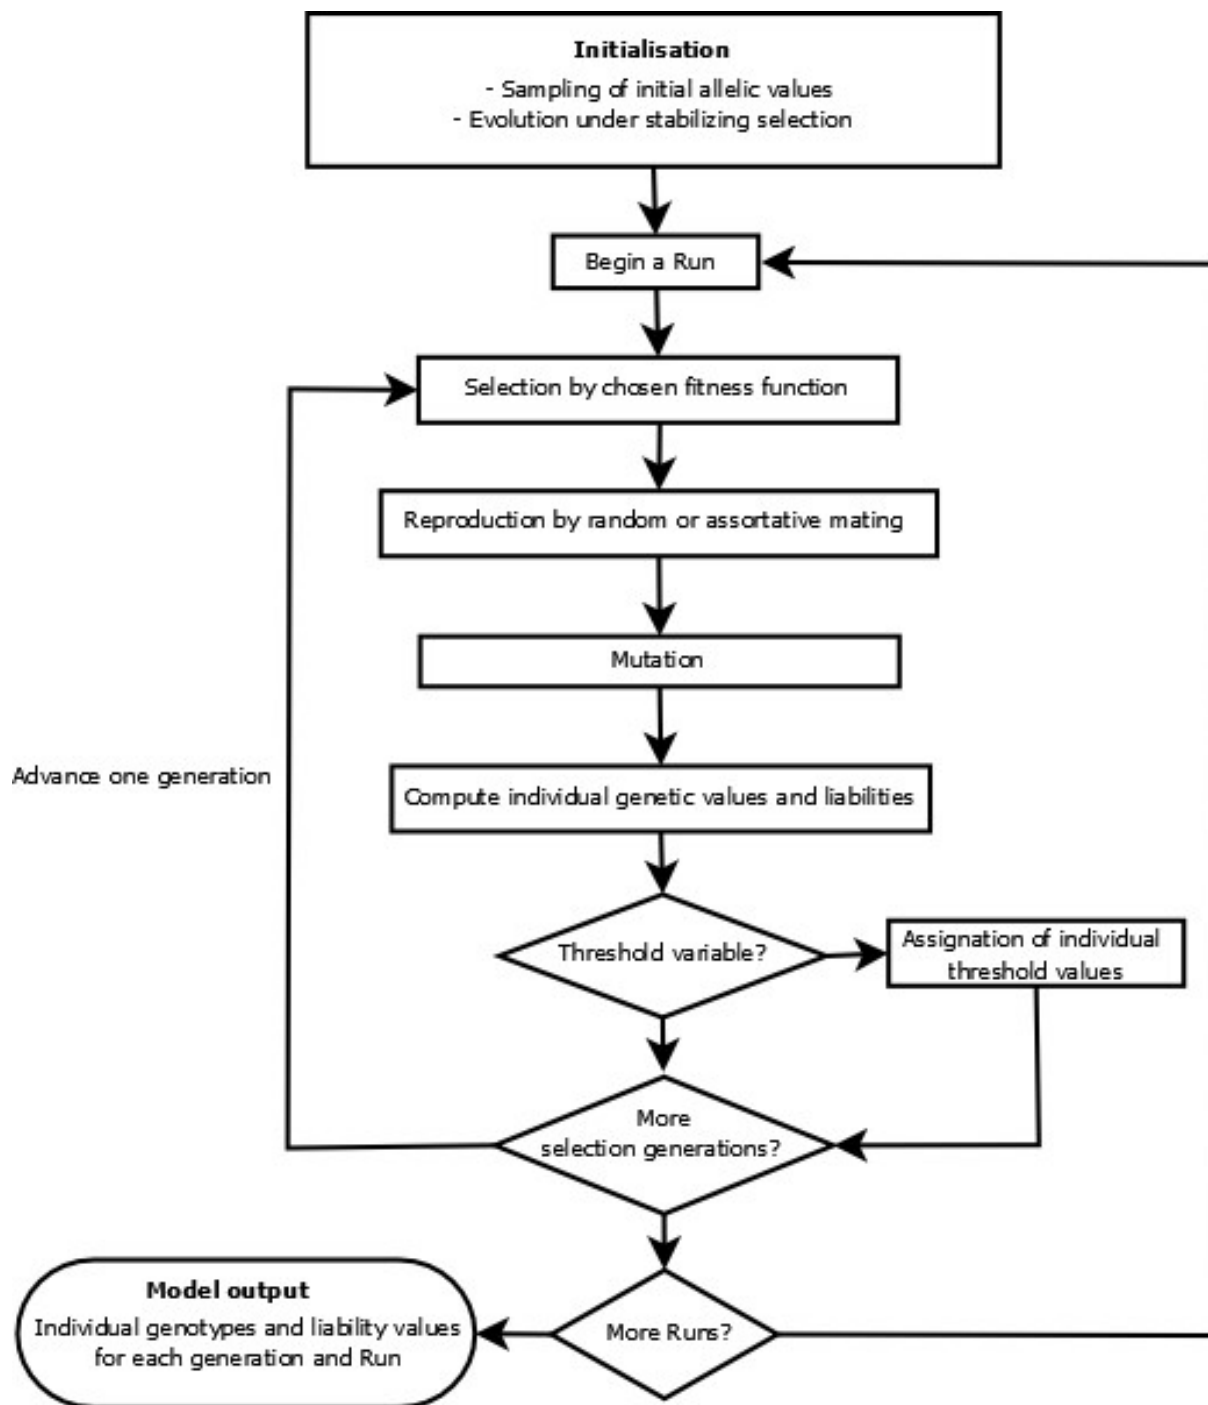 Initialisation
- Sampling of initial allelic values
- Evolution under stabilizing selection
Begin a Run
Selection by chosen fitness function
Reproduction by random or assortative mating
Mutation
Advance one generation
Compute individual genetic values and liabilities
Threshold variable?
Assignation of individual
threshold values
More
selection generations?
Model output
Individual genotypes and liability values
for each generation and Run
More Runs?